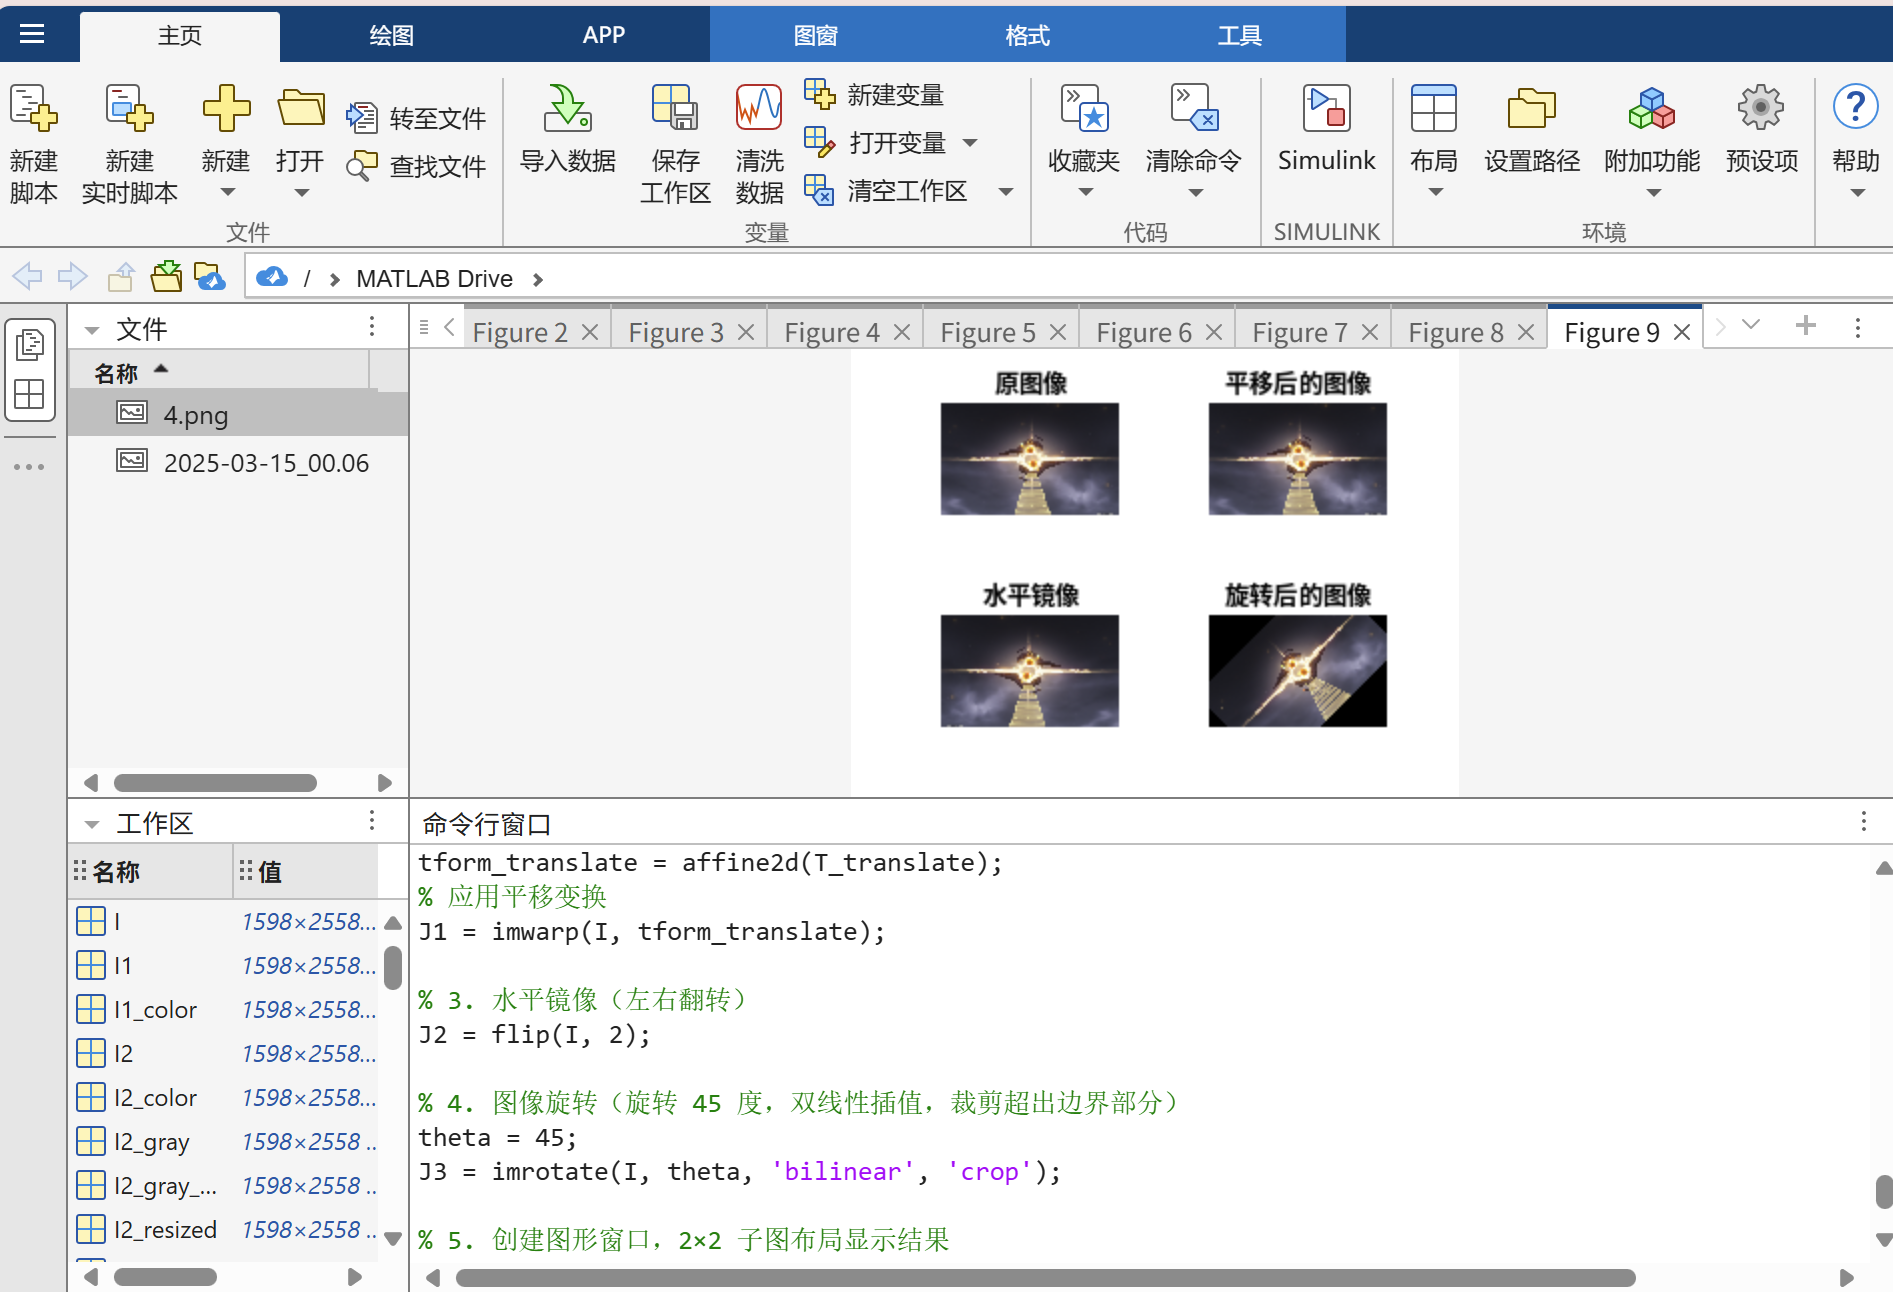 主页 绘图 APP 图窗 格式 工具
新建脚本 新建实时脚本 新建 打开 转至文件 查找文件
文件
导入数据 保存工作区 清洗数据 新建变量 打开变量 清空工作区
变量
收藏夹 清除命令
代码
Simulink
SIMULINK
布局 设置路径 附加功能 预设项
环境
帮助
/ › MATLAB Drive ›
文件
名称
4.png
2025-03-15_00.06
Figure 2 Figure 3 Figure 4 Figure 5 Figure 6 Figure 7 Figure 8 Figure 9
原图像 平移后的图像
水平镜像 旋转后的图像
工作区
名称 值
I 1598×2558...
I1 1598×2558...
I1_color 1598×2558...
I2 1598×2558...
I2_color 1598×2558...
I2_gray 1598×2558 ..
I2_gray_... 1598×2558 ..
I2_resized 1598×2558 ..
命令行窗口
tform_translate = affine2d(T_translate);
% 应用平移变换
J1 = imwarp(I, tform_translate);
% 3. 水平镜像（左右翻转）
J2 = flip(I, 2);
% 4. 图像旋转（旋转 45 度，双线性插值，裁剪超出边界部分）
theta = 45;
J3 = imrotate(I, theta, 'bilinear', 'crop');
% 5. 创建图形窗口，2×2 子图布局显示结果